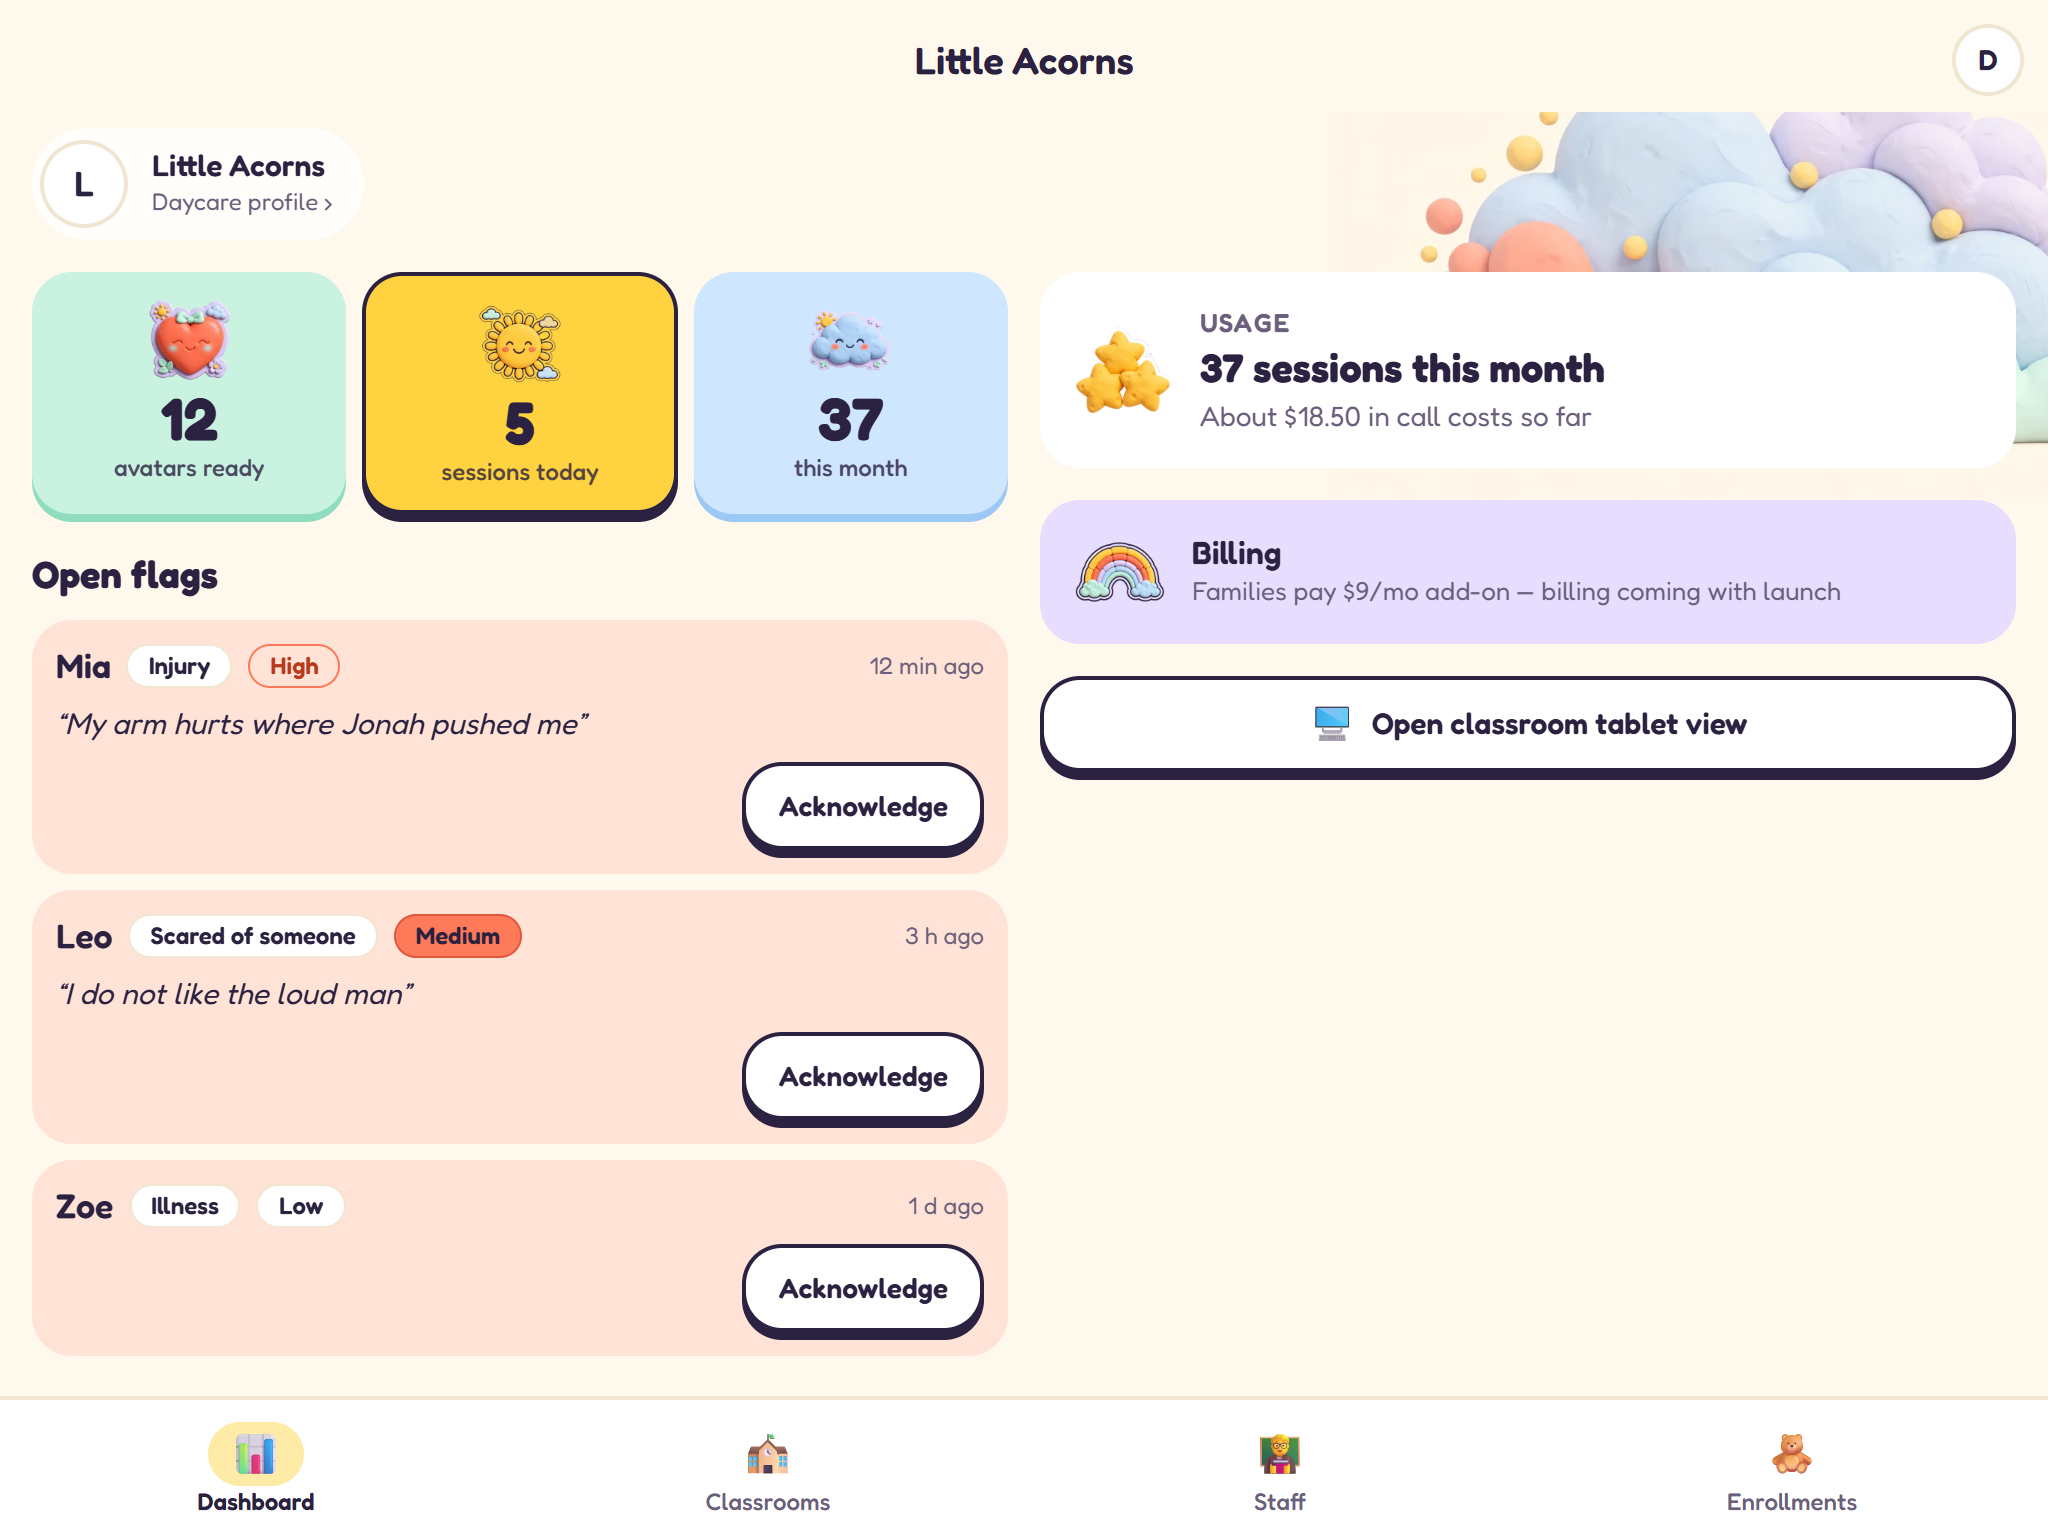 Little Acorns
D
L
Little Acorns
Daycare profile ›
12
avatars ready
5
sessions today
37
this month
Open flags
Mia
Injury
High
12 min ago
“My arm hurts where Jonah pushed me”
Acknowledge
Leo
Scared of someone
Medium
3 h ago
“I do not like the loud man”
Acknowledge
Zoe
Illness
Low
1 d ago
Acknowledge
USAGE
37 sessions this month
About $18.50 in call costs so far
Billing
Families pay $9/mo add-on — billing coming with launch
Open classroom tablet view
Dashboard
Classrooms
Staff
Enrollments